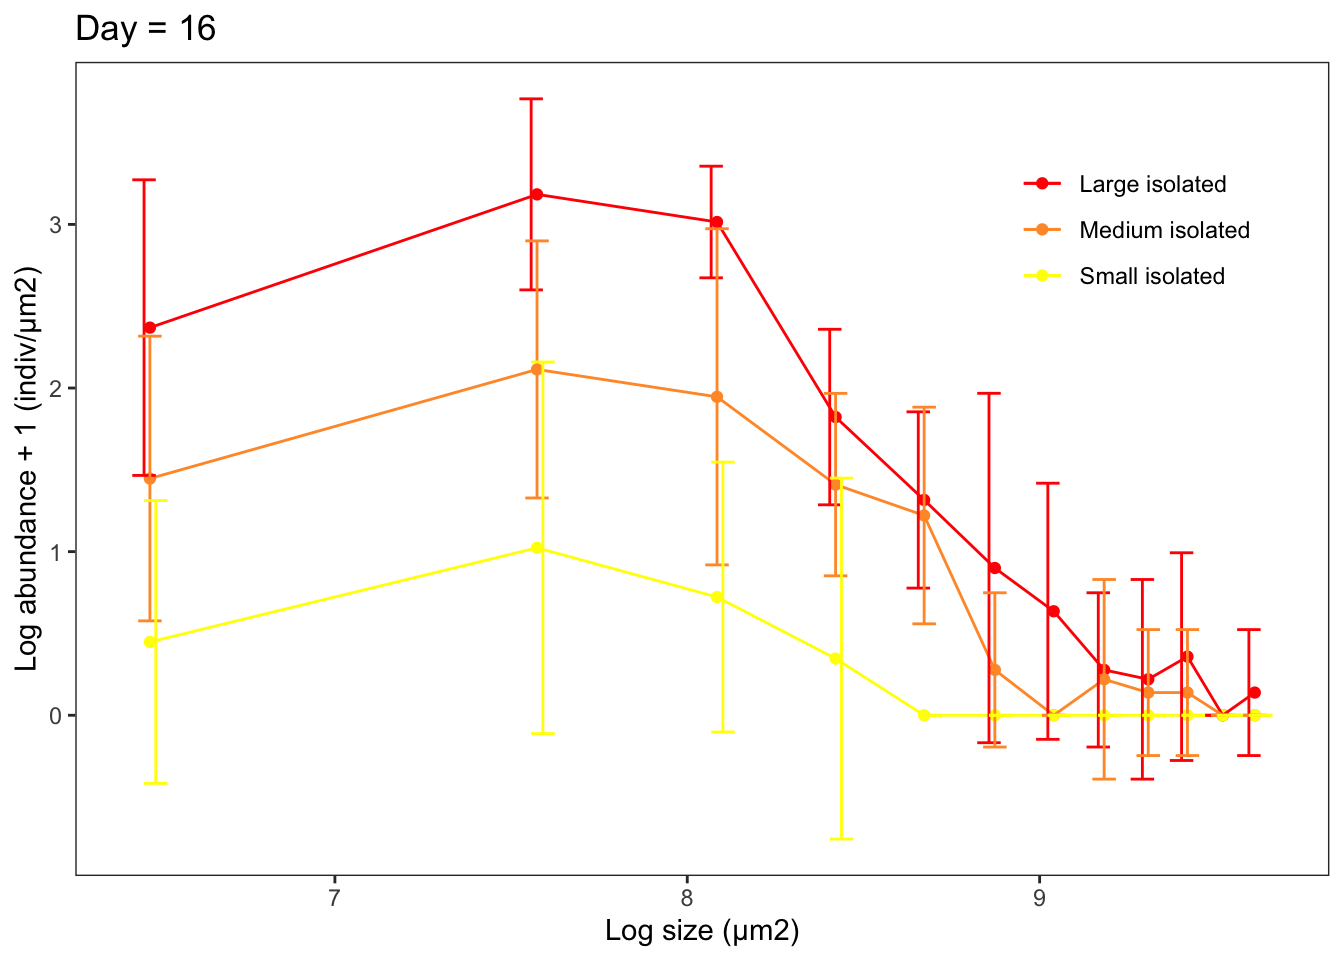 Day = 16
Log abundance + 1 (indiv/µm2)
3
2
1
0
Large isolated
Medium isolated
Small isolated
7
8
9
Log size (µm2)